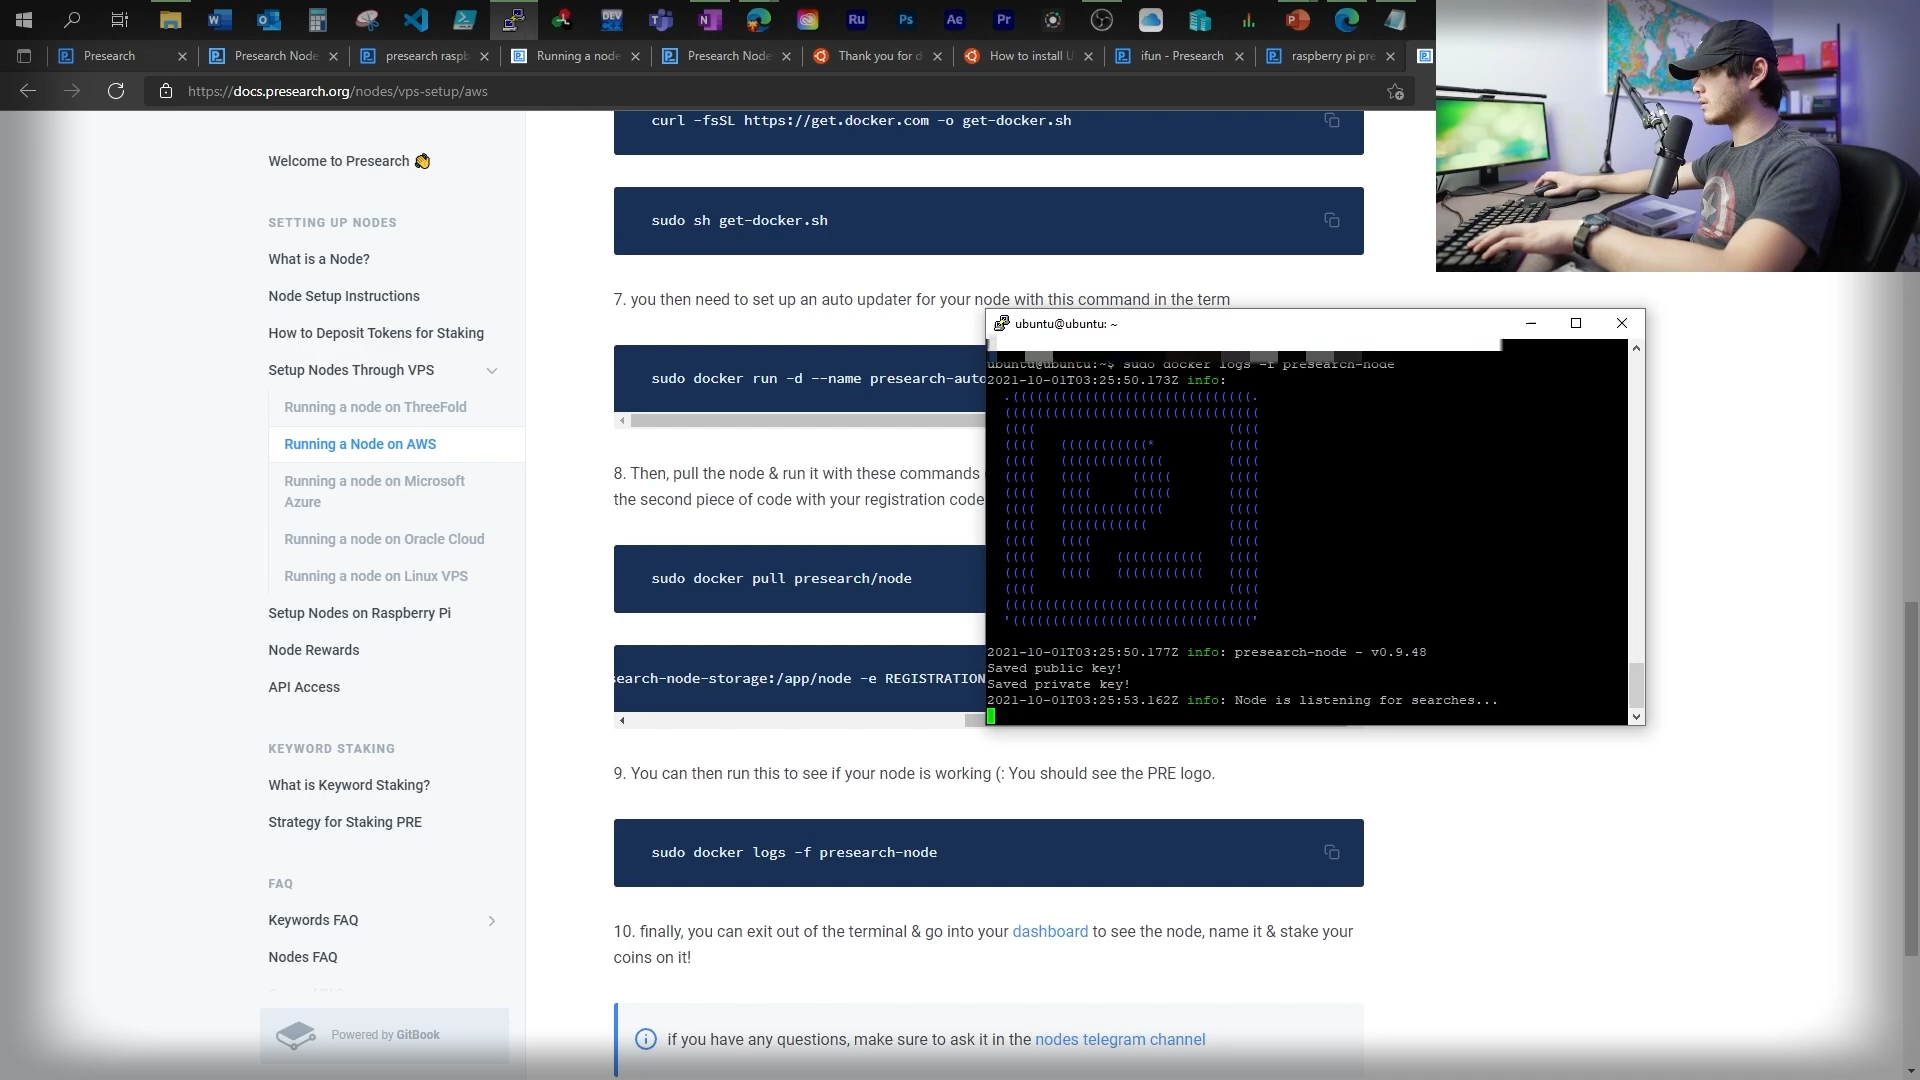 Presearch
Presearch Node
presearch raspb
Running a node
Presearch Node
Thank you for d
How to install U
ifun - Presearch
raspberry pi pre
https://docs.presearch.org/nodes/vps-setup/aws
Welcome to Presearch 👋
SETTING UP NODES
What is a Node?
Node Setup Instructions
How to Deposit Tokens for Staking
Setup Nodes Through VPS
Running a node on ThreeFold
Running a Node on AWS
Running a node on Microsoft
Azure
Running a node on Oracle Cloud
Running a node on Linux VPS
Setup Nodes on Raspberry Pi
Node Rewards
API Access
KEYWORD STAKING
What is Keyword Staking?
Strategy for Staking PRE
FAQ
Keywords FAQ
Nodes FAQ
Powered by GitBook
curl -fsSL https://get.docker.com -o get-docker.sh
sudo sh get-docker.sh
7. you then need to set up an auto updater for your node with this command in the term
sudo docker run -d --name presearch-auto
8. Then, pull the node & run it with these commands
the second piece of code with your registration code
sudo docker pull presearch/node
search-node-storage:/app/node -e REGISTRATION
9. You can then run this to see if your node is working (: You should see the PRE logo.
sudo docker logs -f presearch-node
10. finally, you can exit out of the terminal & go into your dashboard to see the node, name it & stake your
coins on it!
if you have any questions, make sure to ask it in the nodes telegram channel
ubuntu@ubuntu: ~
ubuntu@ubuntu:~$ sudo docker logs -f presearch-node
2021-10-01T03:25:50.173Z info:
2021-10-01T03:25:50.177Z info: presearch-node - v0.9.48
Saved public key!
Saved private key!
2021-10-01T03:25:53.162Z info: Node is listening for searches...
Ru
Ps
Ae
Pr
DEV